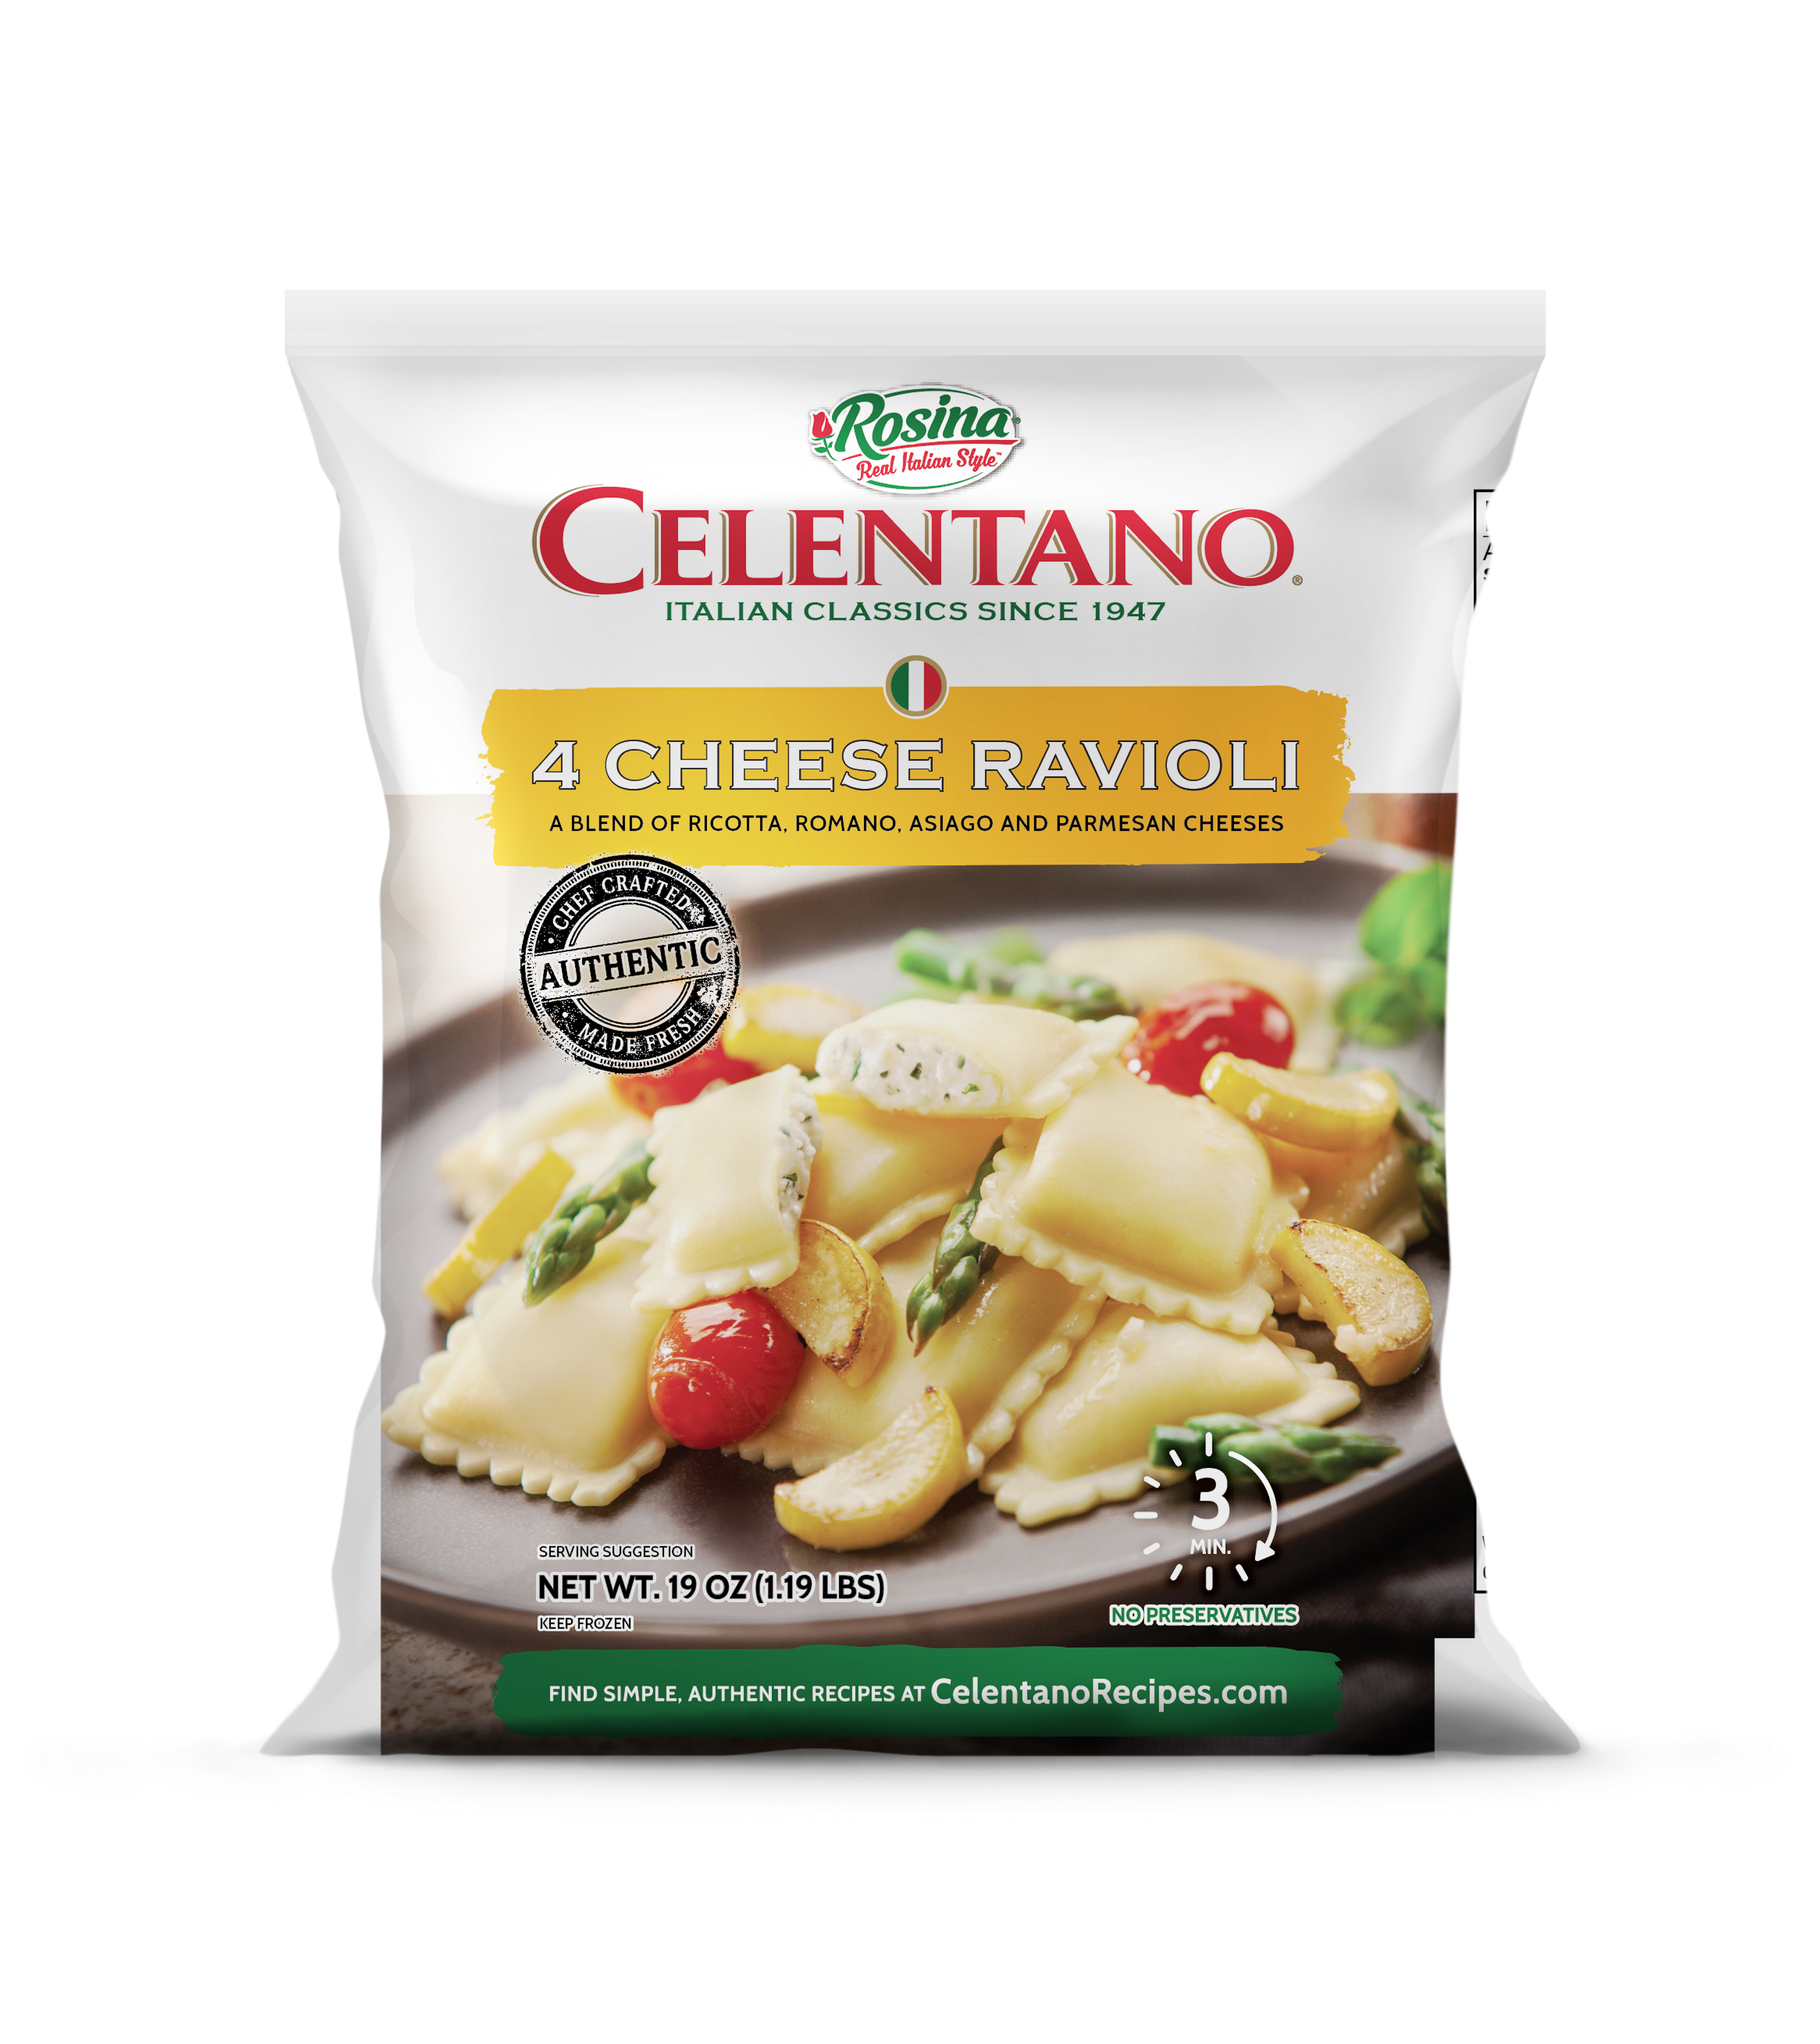 Rosina®
Real Italian Style™
CELENTANO®
ITALIAN CLASSICS SINCE 1947
4 CHEESE RAVIOLI
A BLEND OF RICOTTA, ROMANO, ASIAGO AND PARMESAN CHEESES
• CHEF CRAFTED •
AUTHENTIC
• MADE FRESH •
3
MIN.
SERVING SUGGESTION
NET WT. 19 OZ (1.19 LBS)
KEEP FROZEN
NO PRESERVATIVES
FIND SIMPLE, AUTHENTIC RECIPES AT CelentanoRecipes.com